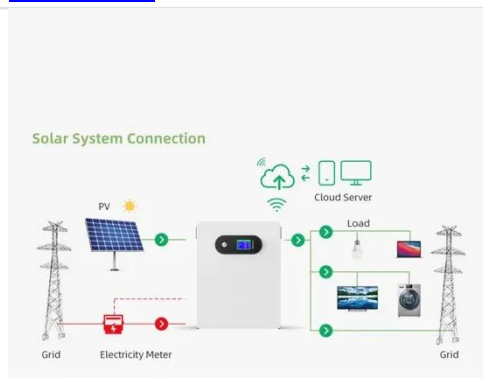 Solar System Connection
Cloud Server
PV
Load
Grid
Electricity Meter
Grid